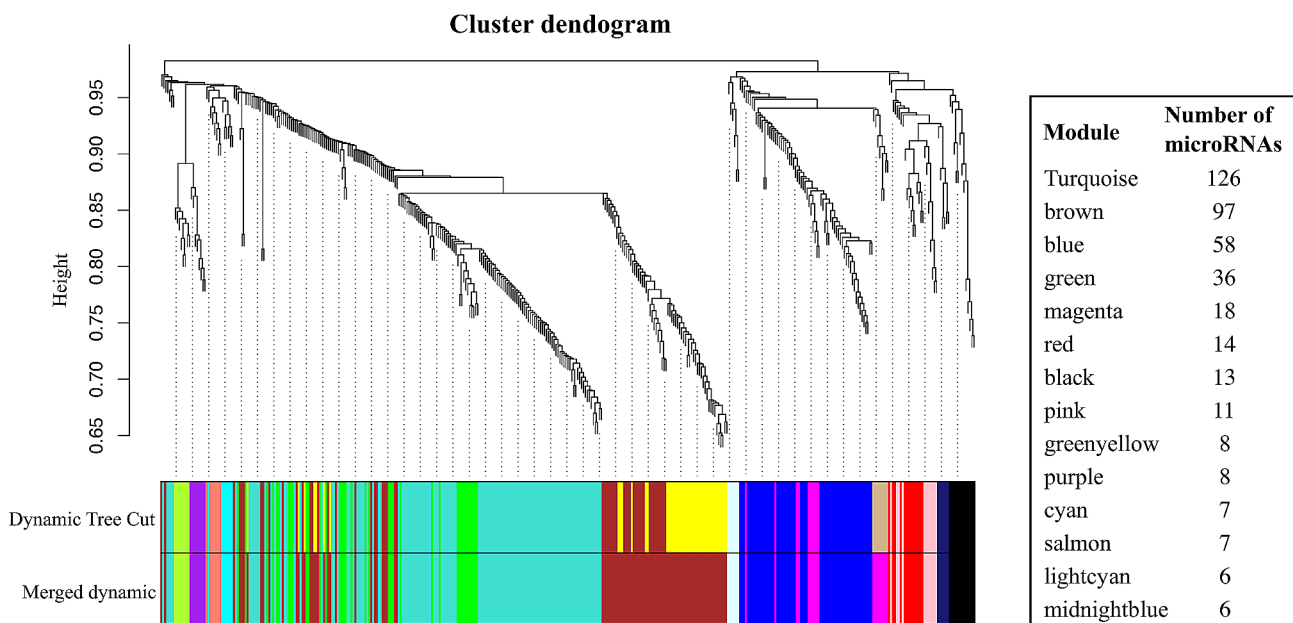 Cluster dendogram
Height
0.95
0.90
0.85
0.80
0.75
0.70
0.65
Dynamic Tree Cut
Merged dynamic
Module Number of microRNAs
Turquoise 126
brown 97
blue 58
green 36
magenta 18
red 14
black 13
pink 11
greenyellow 8
purple 8
cyan 7
salmon 7
lightcyan 6
midnightblue 6